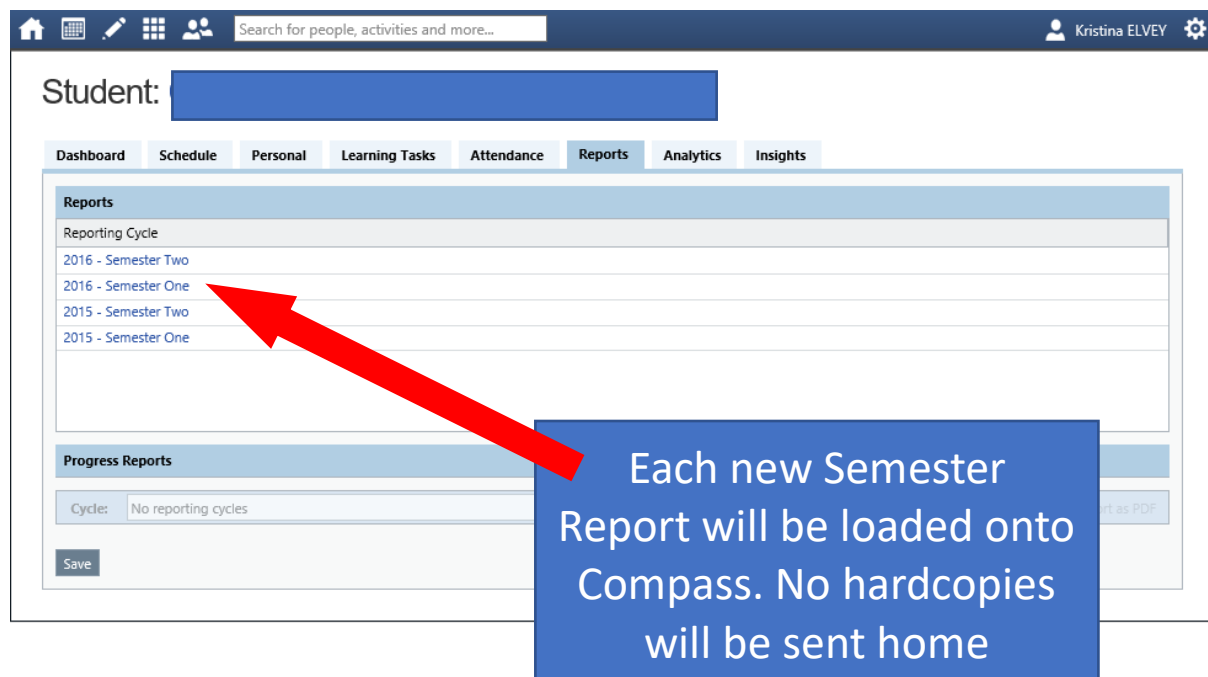 Search for people, activities and more...
Kristina ELVEY
Student:
Dashboard Schedule Personal Learning Tasks Attendance Reports Analytics Insights
Reports
Reporting Cycle
2016 - Semester Two
2016 - Semester One
2015 - Semester Two
2015 - Semester One
Progress Reports
Cycle: No reporting cycles
as PDF
Save
Each new Semester
Report will be loaded onto
Compass. No hardcopies
will be sent home